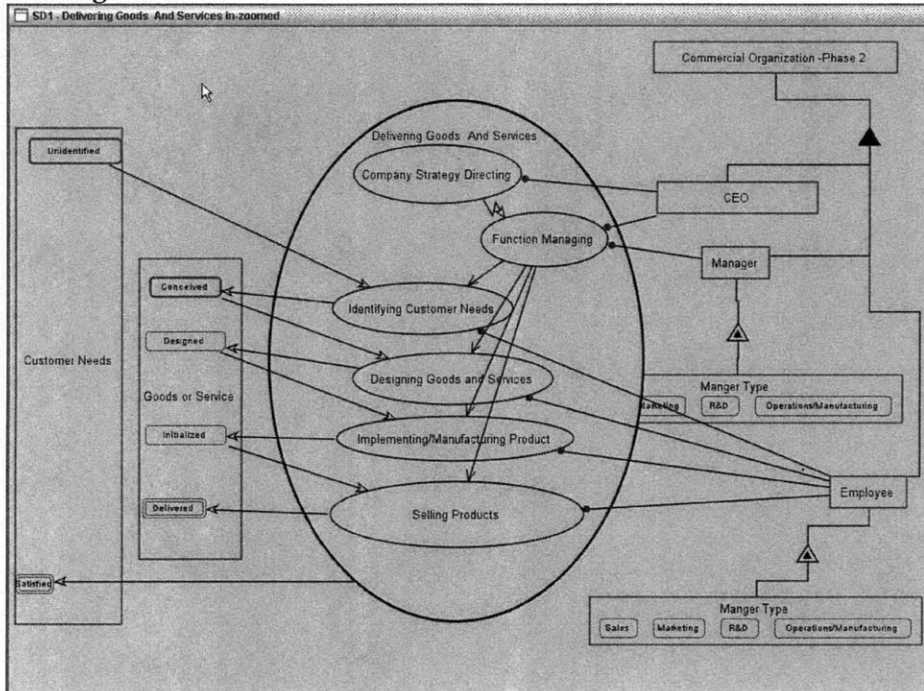 SD1 - Delivering Goods And Services in-zoomed
Commercial Organization -Phase 2
Unidentified
Delivering Goods And Services
Company Strategy Directing
CEO
Function Managing
Manager
Conceived
Identifying Customer Needs
Designed
Customer Needs
Designing Goods and Services
Manger Type
Goods or Service
Marketing R&D Operations/Manufacturing
Initialized
Implementing/Manufacturing Product
Employee
Delivered
Selling Products
Satisfied
Manger Type
Sales Marketing R&D Operations/Manufacturing